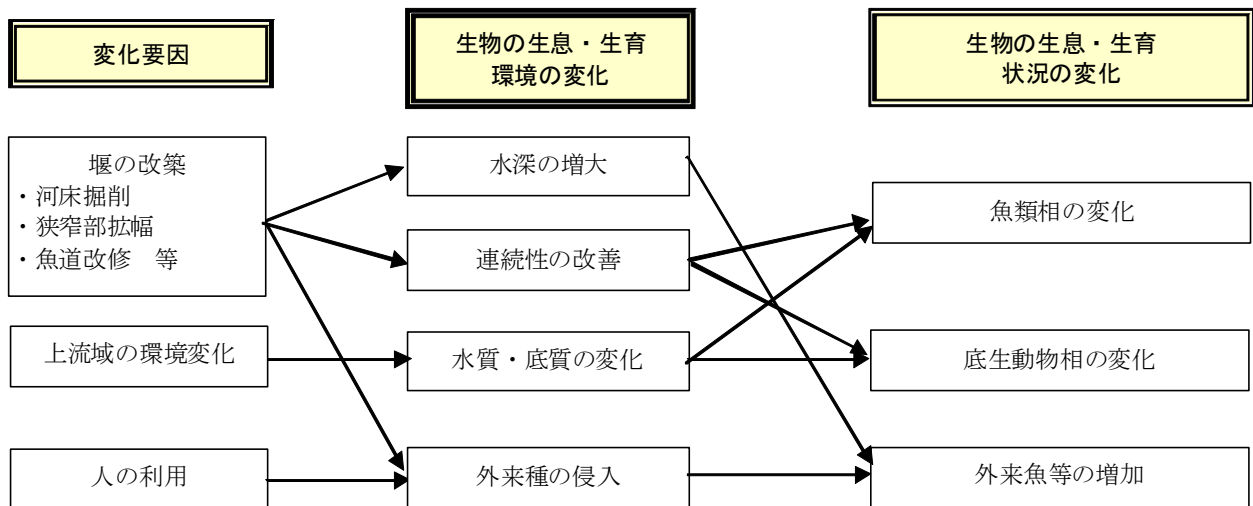 変化要因
生物の生息・生育
環境の変化
生物の生息・生育
状況の変化
堰の改築
・河床掘削
・狭窄部拡幅
・魚道改修　等
上流域の環境変化
人の利用
水深の増大
連続性の改善
水質・底質の変化
外来種の侵入
魚類相の変化
底生動物相の変化
外来魚等の増加